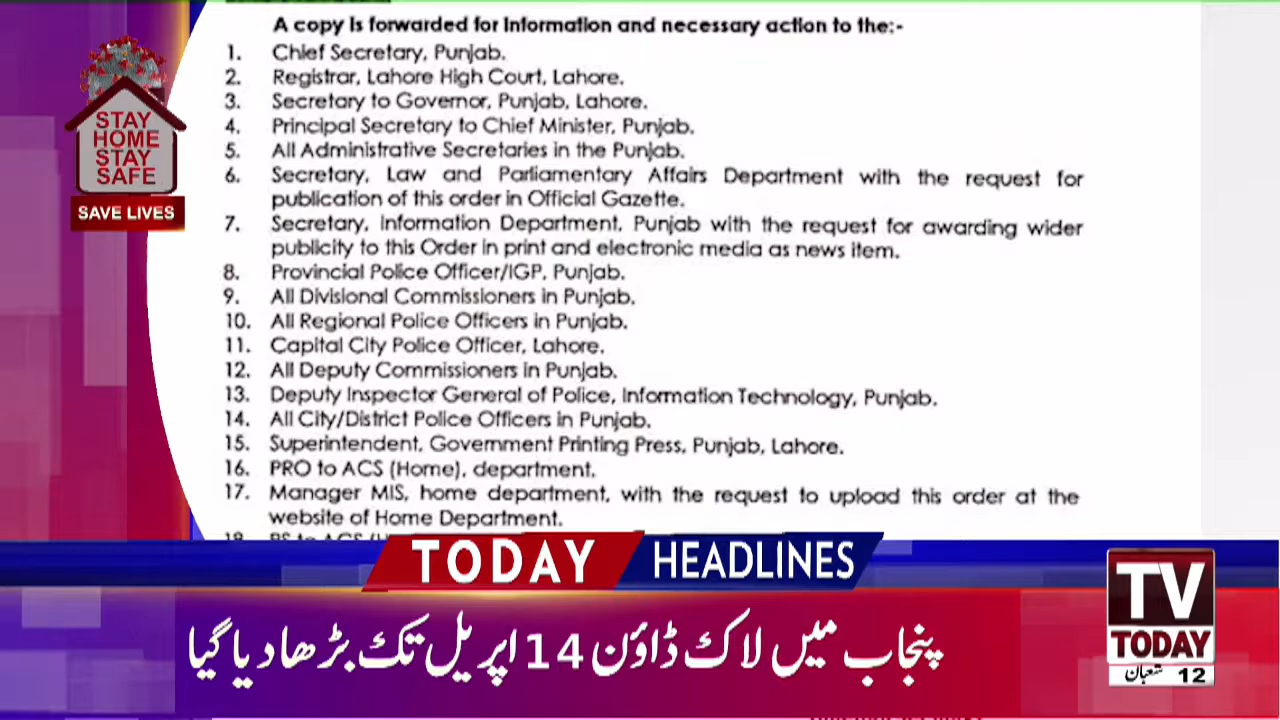 A copy is forwarded for information and necessary action to the:-
1. Chief Secretary, Punjab.
2. Registrar, Lahore High Court, Lahore.
3. Secretary to Governor, Punjab, Lahore.
4. Principal Secretary to Chief Minister, Punjab.
5. All Administrative Secretaries in the Punjab.
6. Secretary, Law and Parliamentary Affairs Department with the request for
publication of this order in Official Gazette.
7. Secretary, Information Department, Punjab with the request for awarding wider
publicity to this Order in print and electronic media as news item.
8. Provincial Police Officer/IGP, Punjab.
9. All Divisional Commissioners in Punjab.
10. All Regional Police Officers in Punjab.
11. Capital City Police Officer, Lahore.
12. All Deputy Commissioners in Punjab.
13. Deputy Inspector General of Police, Information Technology, Punjab.
14. All City/District Police Officers in Punjab.
15. Superintendent, Government Printing Press, Punjab, Lahore.
16. PRO to ACS (Home), department.
17. Manager MIS, home department, with the request to upload this order at the
website of Home Department.
STAY
HOME
STAY
SAFE
SAVE LIVES
TODAY HEADLINES
پنجاب میں لاک ڈاؤن 14 اپریل تک بڑھا دیا گیا
TV
TODAY
12 شعبان